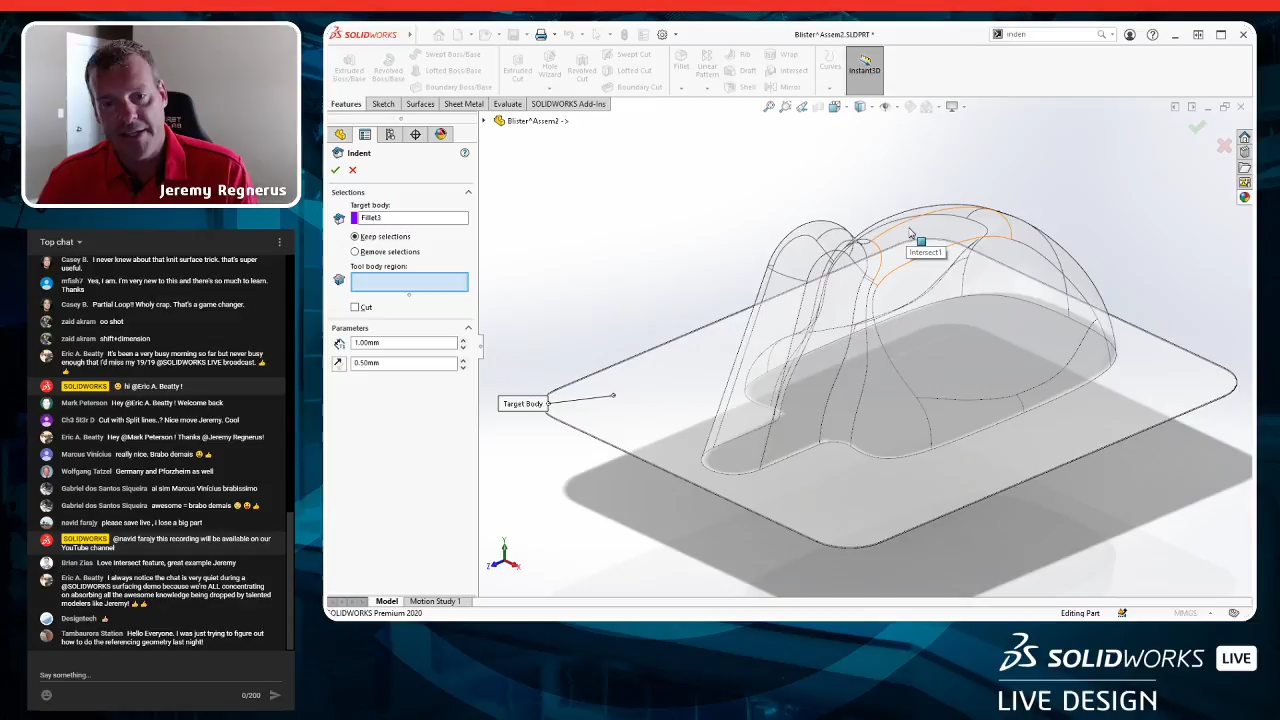 Jeremy Regnerus
Top chat
Casey B. I never knew about that knit surface trick. that's super
useful.
mfish7 Yes, I am. I'm very new to this and there's so much to learn.
Thanks
Casey B. Partial Loop!! Wholy crap. That's a game changer.
zaid akram oo shot
zaid akram shift+dimension
Eric A. Beatty It's been a very busy morning so far but never busy
enough that I'd miss my 19/19 @SOLIDWORKS LIVE broadcast.
SOLIDWORKS hi @Eric A. Beatty !
Mark Peterson Hey @Eric A. Beatty ! Welcome back
Ch3 5t3r D Cut with Split lines..? Nice move Jeremy. Cool
Eric A. Beatty Hey @Mark Peterson ! Thanks @Jeremy Regnerus!
Marcus Vinícius really nice. Brabo demais
Wolfgang Tatzel Germany and Pforzheim as well
Gabriel dos Santos Siqueira ai sim Marcus Vinícius brabissimo
Gabriel dos Santos Siqueira awesome = brabo demais
navid farajy please save live , i lose a big part
SOLIDWORKS @navid farajy this recording will be available on our
YouTube channel
Brian Zias Love Intersect feature, great example Jeremy
Eric A. Beatty I always notice the chat is very quiet during a
@SOLIDWORKS surfacing demo because we're ALL concentrating
on absorbing all the awesome knowledge being dropped by talented
modelers like Jeremy!
Designtech
Tambaurora Station Hello Everyone. I was just trying to figure out
how to do the referencing geometry last night!
Say something...
0/200
SOLIDWORKS
Blister^Assem2.SLDPRT *
inden
Extruded
Boss/Base
Revolved
Boss/Base
Swept Boss/Base
Lofted Boss/Base
Boundary Boss/Base
Extruded
Cut
Hole
Wizard
Revolved
Cut
Swept Cut
Lofted Cut
Boundary Cut
Fillet
Linear
Pattern
Rib
Draft
Shell
Wrap
Intersect
Mirror
Curves
Instant3D
Features
Sketch
Surfaces
Sheet Metal
Evaluate
SOLIDWORKS Add-Ins
Blister^Assem2 ->
Indent
Selections
Target body:
Fillet3
Keep selections
Remove selections
Tool body region:
Cut
Parameters
1.00mm
0.50mm
Intersect1
Target Body
Y
Z
X
Model
Motion Study 1
SOLIDWORKS Premium 2020
Editing Part
MMGS
SOLIDWORKS LIVE
LIVE DESIGN